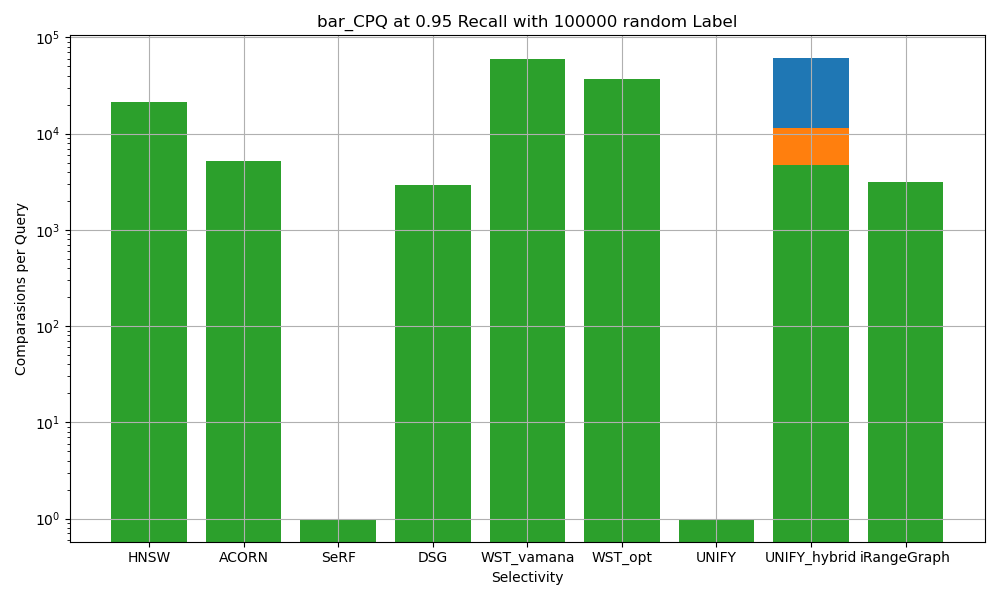 bar_CPQ at 0.95 Recall with 100000 random Label
Comparasions per Query
10^5
10^4
10^3
10^2
10^1
10^0
HNSW ACORN SeRF DSG WST_vamana WST_opt UNIFY UNIFY_hybrid iRangeGraph
Selectivity